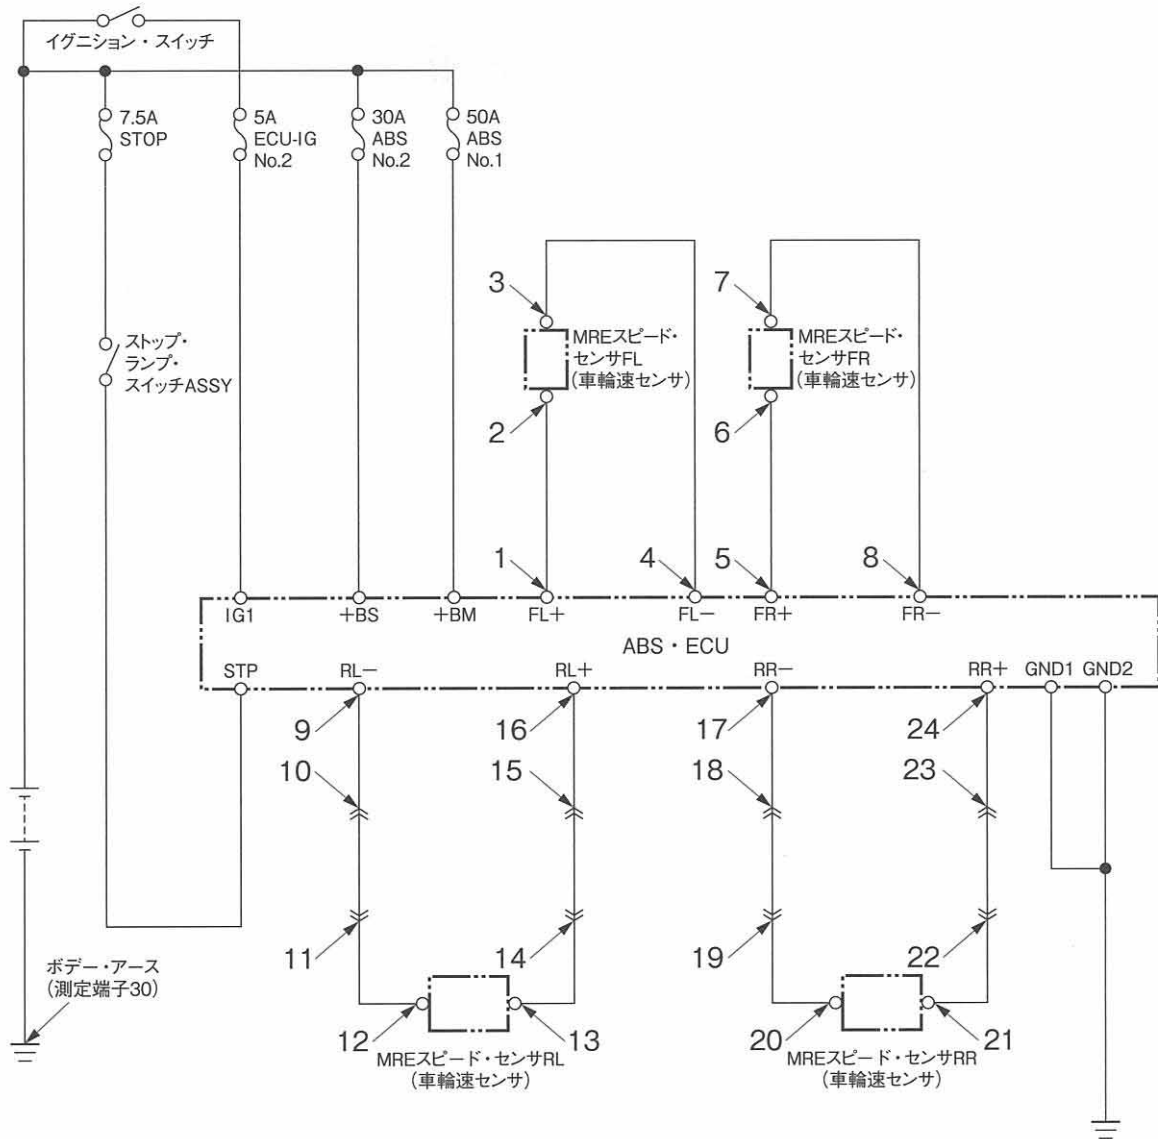 イグニション・スイッチ
7.5A
STOP
5A
ECU-IG
No.2
30A
ABS
No.2
50A
ABS
No.1
3
7
ストップ・
ランプ・
スイッチASSY
MREスピード・
センサFL
(車輪速センサ)
MREスピード・
センサFR
(車輪速センサ)
2
6
1
4
5
8
IG1
+BS
+BM
FL+
FL-
FR+
FR-
ABS・ECU
STP
RL-
RL+
RR-
RR+
GND1
GND2
9
16
17
24
10
15
18
23
11
14
19
22
ボデー・アース
(測定端子30)
12
13
20
21
MREスピード・センサRL
(車輪速センサ)
MREスピード・センサRR
(車輪速センサ)